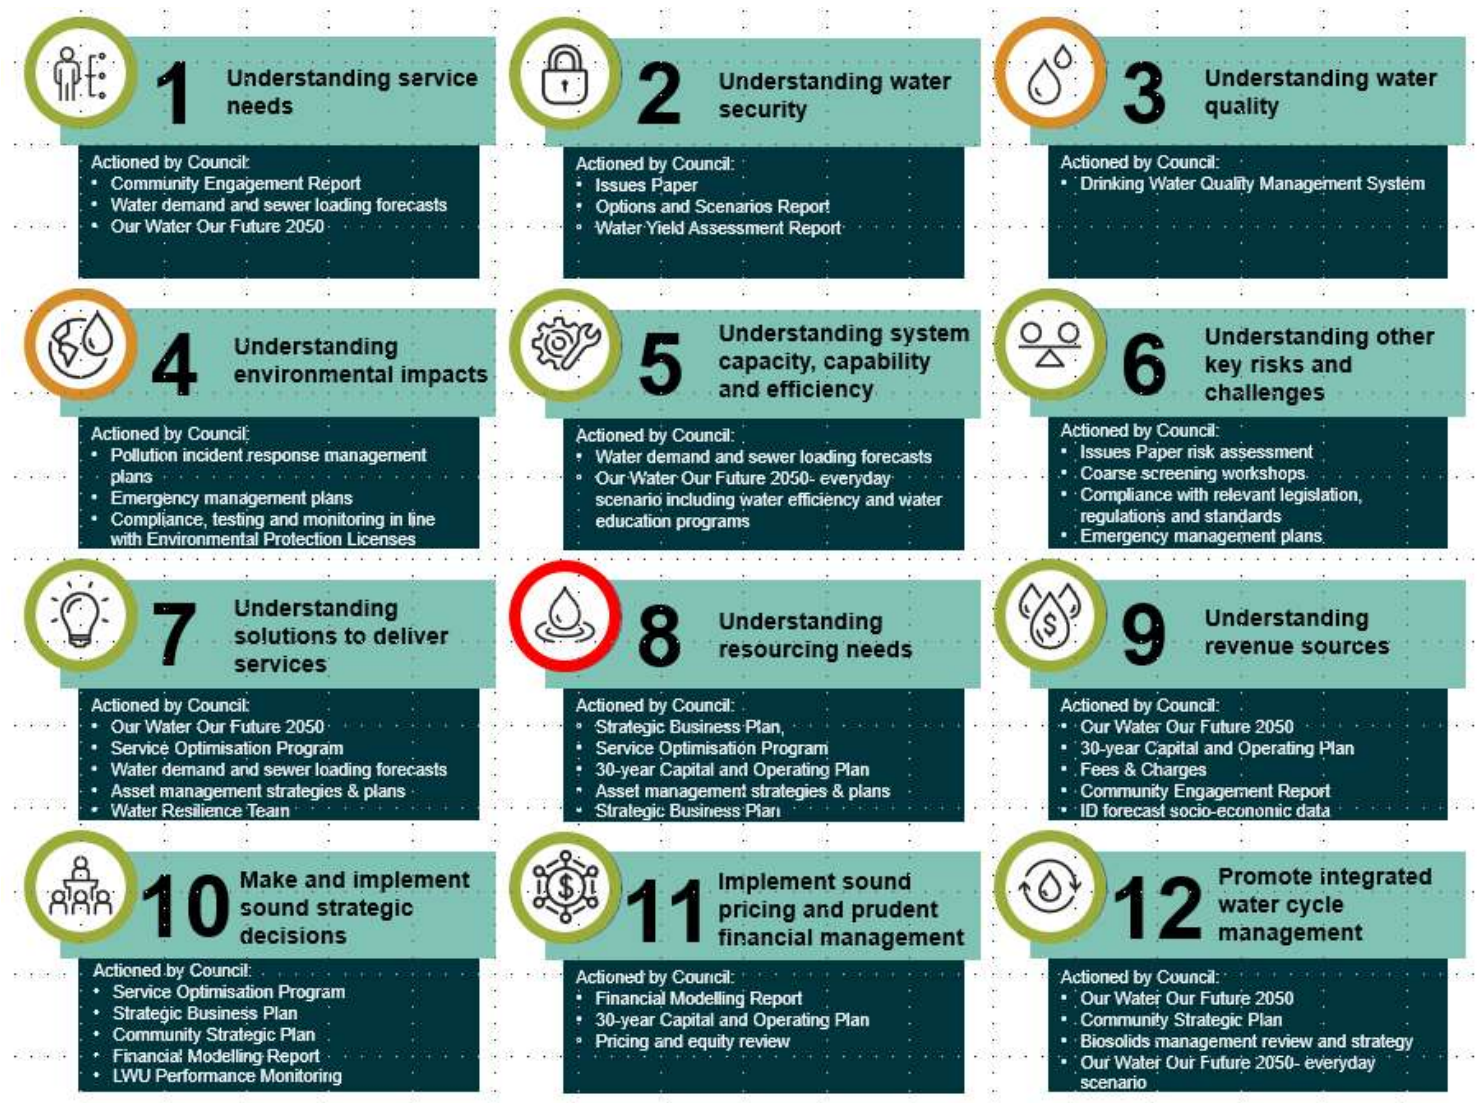 1
Understanding service
needs
Actioned by Council:
• Community Engagement Report
• Water demand and sewer loading forecasts
• Our Water Our Future 2050
2
Understanding water
security
Actioned by Council:
• Issues Paper
• Options and Scenarios Report
• Water Yield Assessment Report
3
Understanding water
quality
Actioned by Council:
• Drinking Water Quality Management System
4
Understanding
environmental impacts
Actioned by Council:
• Pollution incident response management
plans
• Emergency management plans
• Compliance, testing and monitoring in line
with Environmental Protection Licenses
5
Understanding system
capacity, capability
and efficiency
Actioned by Council:
• Water demand and sewer loading forecasts
• Our Water Our Future 2050- everyday
scenario including water efficiency and water
education programs
6
Understanding other
key risks and
challenges
Actioned by Council:
• Issues Paper risk assessment
• Coarse screening workshops
• Compliance with relevant legislation,
regulations and standards
• Emergency management plans
7
Understanding
solutions to deliver
services
Actioned by Council:
• Our Water Our Future 2050
• Service Optimisation Program
• Water demand and sewer loading forecasts
• Asset management strategies & plans
• Water Resilience Team
8
Understanding
resourcing needs
Actioned by Council:
• Strategic Business Plan,
• Service Optimisation Program
• 30-year Capital and Operating Plan
• Asset management strategies & plans
• Strategic Business Plan
9
Understanding
revenue sources
Actioned by Council:
• Our Water Our Future 2050
• 30-year Capital and Operating Plan
• Fees & Charges
• Community Engagement Report
• ID forecast socio-economic data
10
Make and implement
sound strategic
decisions
Actioned by Council:
• Service Optimisation Program
• Strategic Business Plan
• Community Strategic Plan
• Financial Modelling Report
• LWU Performance Monitoring
11
Implement sound
pricing and prudent
financial management
Actioned by Council:
• Financial Modelling Report
• 30-year Capital and Operating Plan
• Pricing and equity review
12
Promote integrated
water cycle
management
Actioned by Council:
• Our Water Our Future 2050
• Community Strategic Plan
• Biosolids management review and strategy
• Our Water Our Future 2050- everyday
scenario